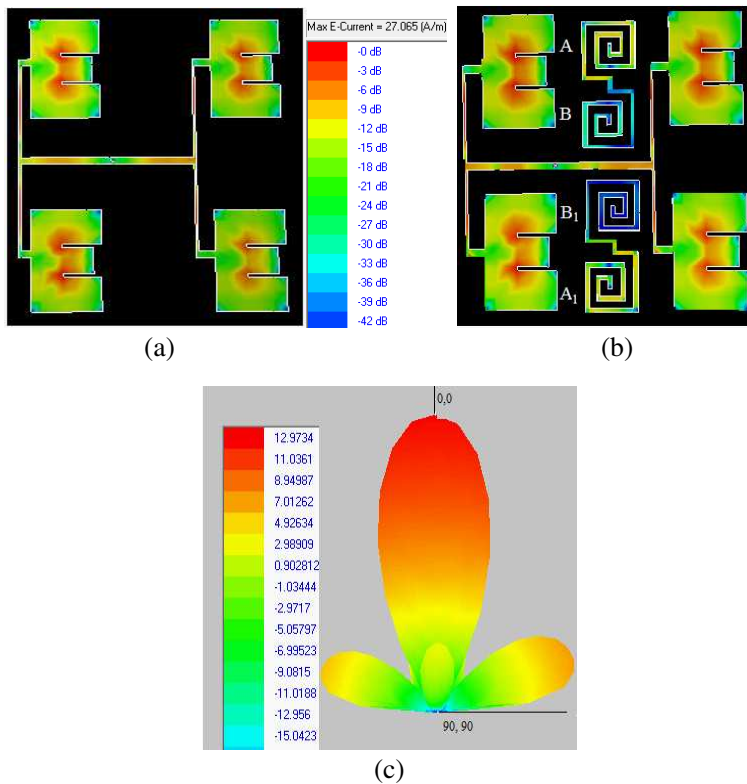 Max E-Current = 27.065 (A/m)
-0 dB
-3 dB
-6 dB
-9 dB
-12 dB
-15 dB
-18 dB
-21 dB
-24 dB
-27 dB
-30 dB
-33 dB
-36 dB
-39 dB
-42 dB
A
B
B₁
A₁
(a)
(b)
0,0
12.9734
11.0361
8.94987
7.01262
4.92634
2.98909
0.902812
-1.03444
-2.9717
-5.05797
-6.99523
-9.0815
-11.0188
-12.956
-15.0423
90, 90
(c)